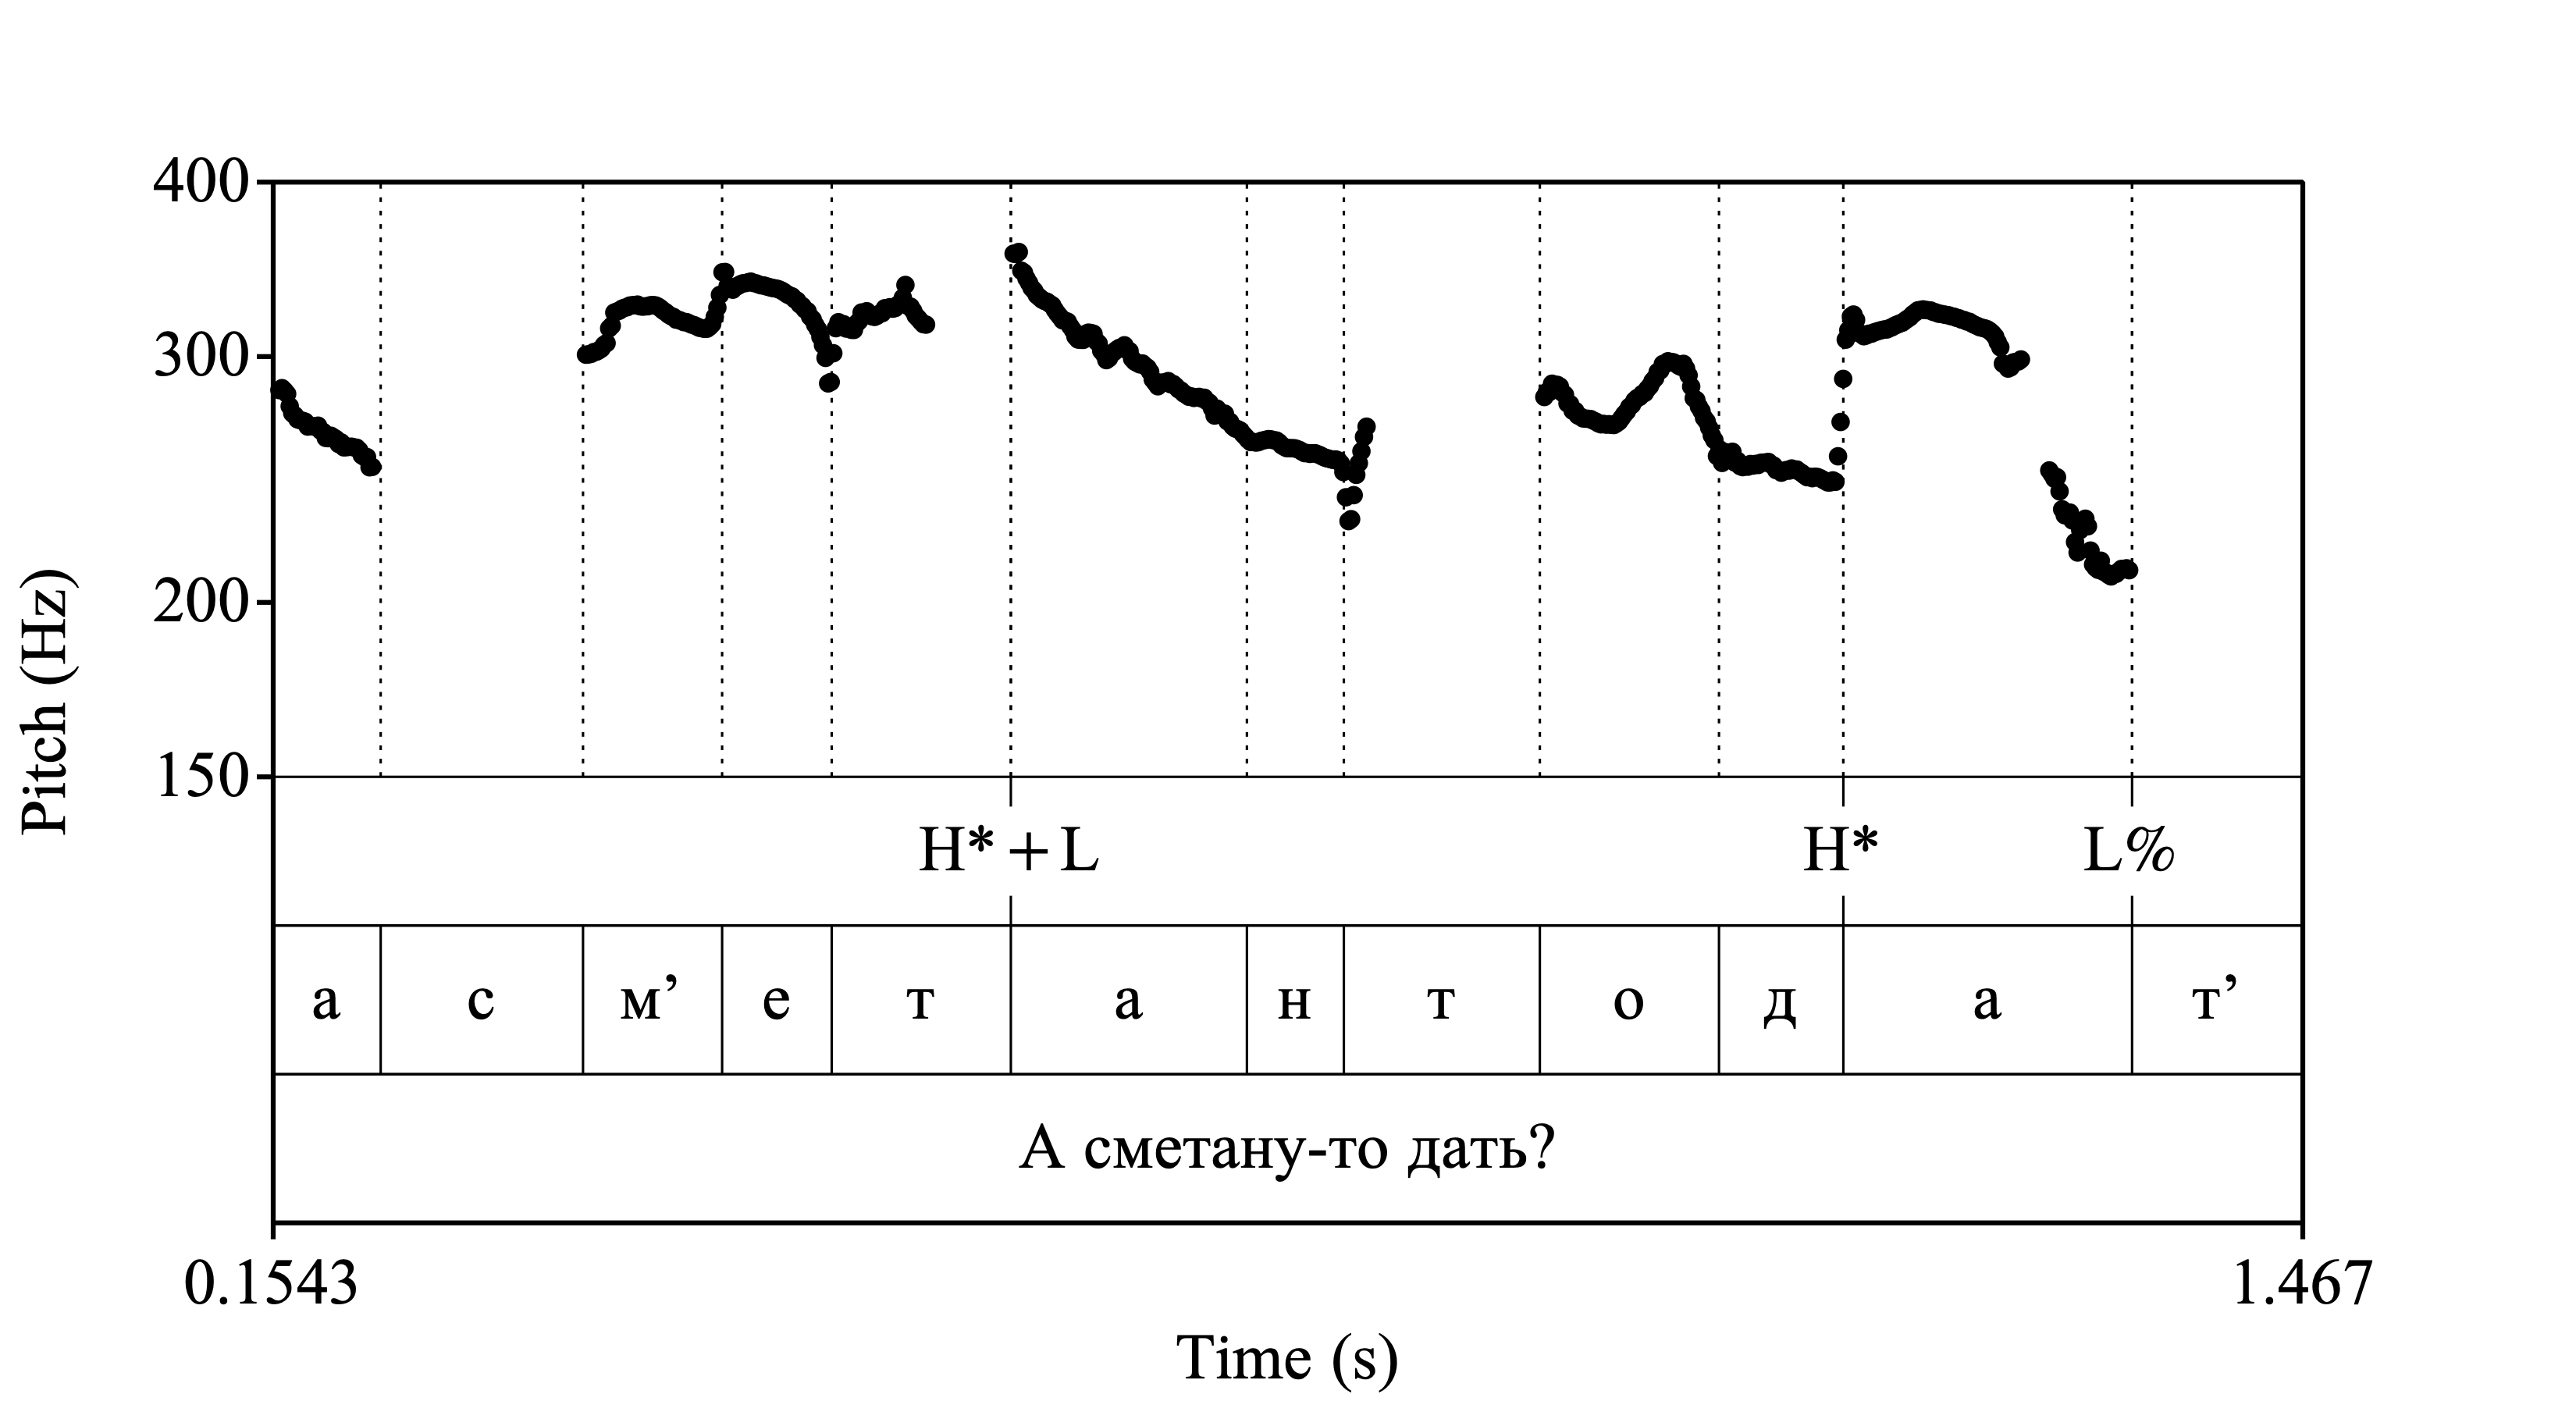 400
300
200
150
Pitch (Hz)
H* + L H* L%
а с м’ е т а н т о д а т’
А сметану-то дать?
0.1543 1.467
Time (s)